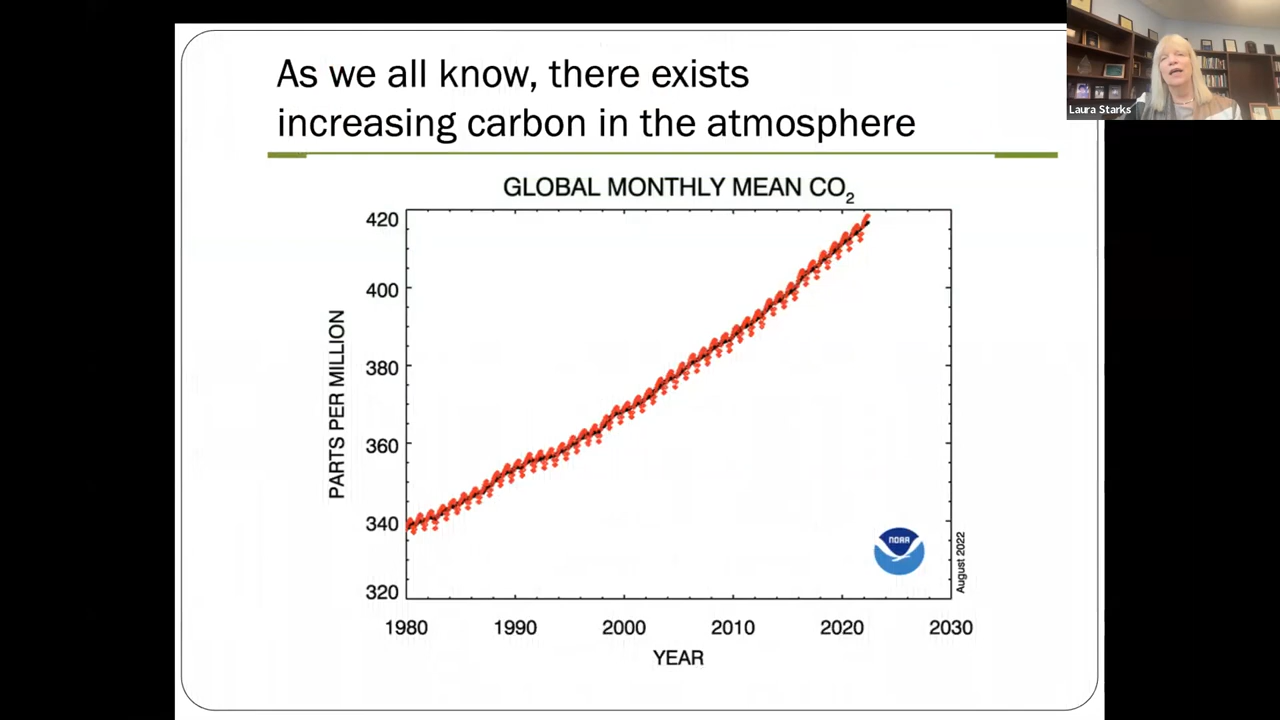 As we all know, there exists
increasing carbon in the atmosphere
Laura Starks
GLOBAL MONTHLY MEAN CO₂
PARTS PER MILLION
420
400
380
360
340
320
1980 1990 2000 2010 2020 2030
YEAR
NOAA
August 2022